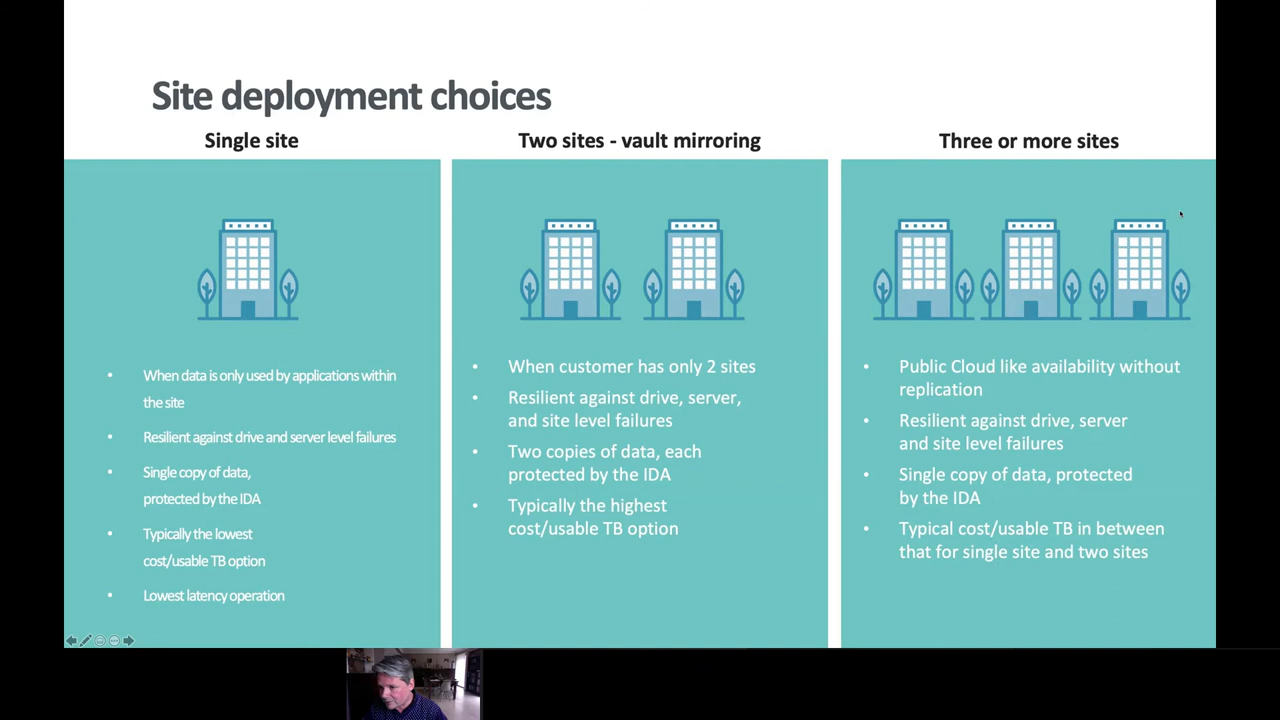 Site deployment choices
Single site
When data is only used by applications within
the site
Resilient against drive and server level failures
Single copy of data,
protected by the IDA
Typically the lowest
cost/usable TB option
Lowest latency operation
Two sites - vault mirroring
When customer has only 2 sites
Resilient against drive, server,
and site level failures
Two copies of data, each
protected by the IDA
Typically the highest
cost/usable TB option
Three or more sites
Public Cloud like availability without
replication
Resilient against drive, server
and site level failures
Single copy of data, protected
by the IDA
Typical cost/usable TB in between
that for single site and two sites